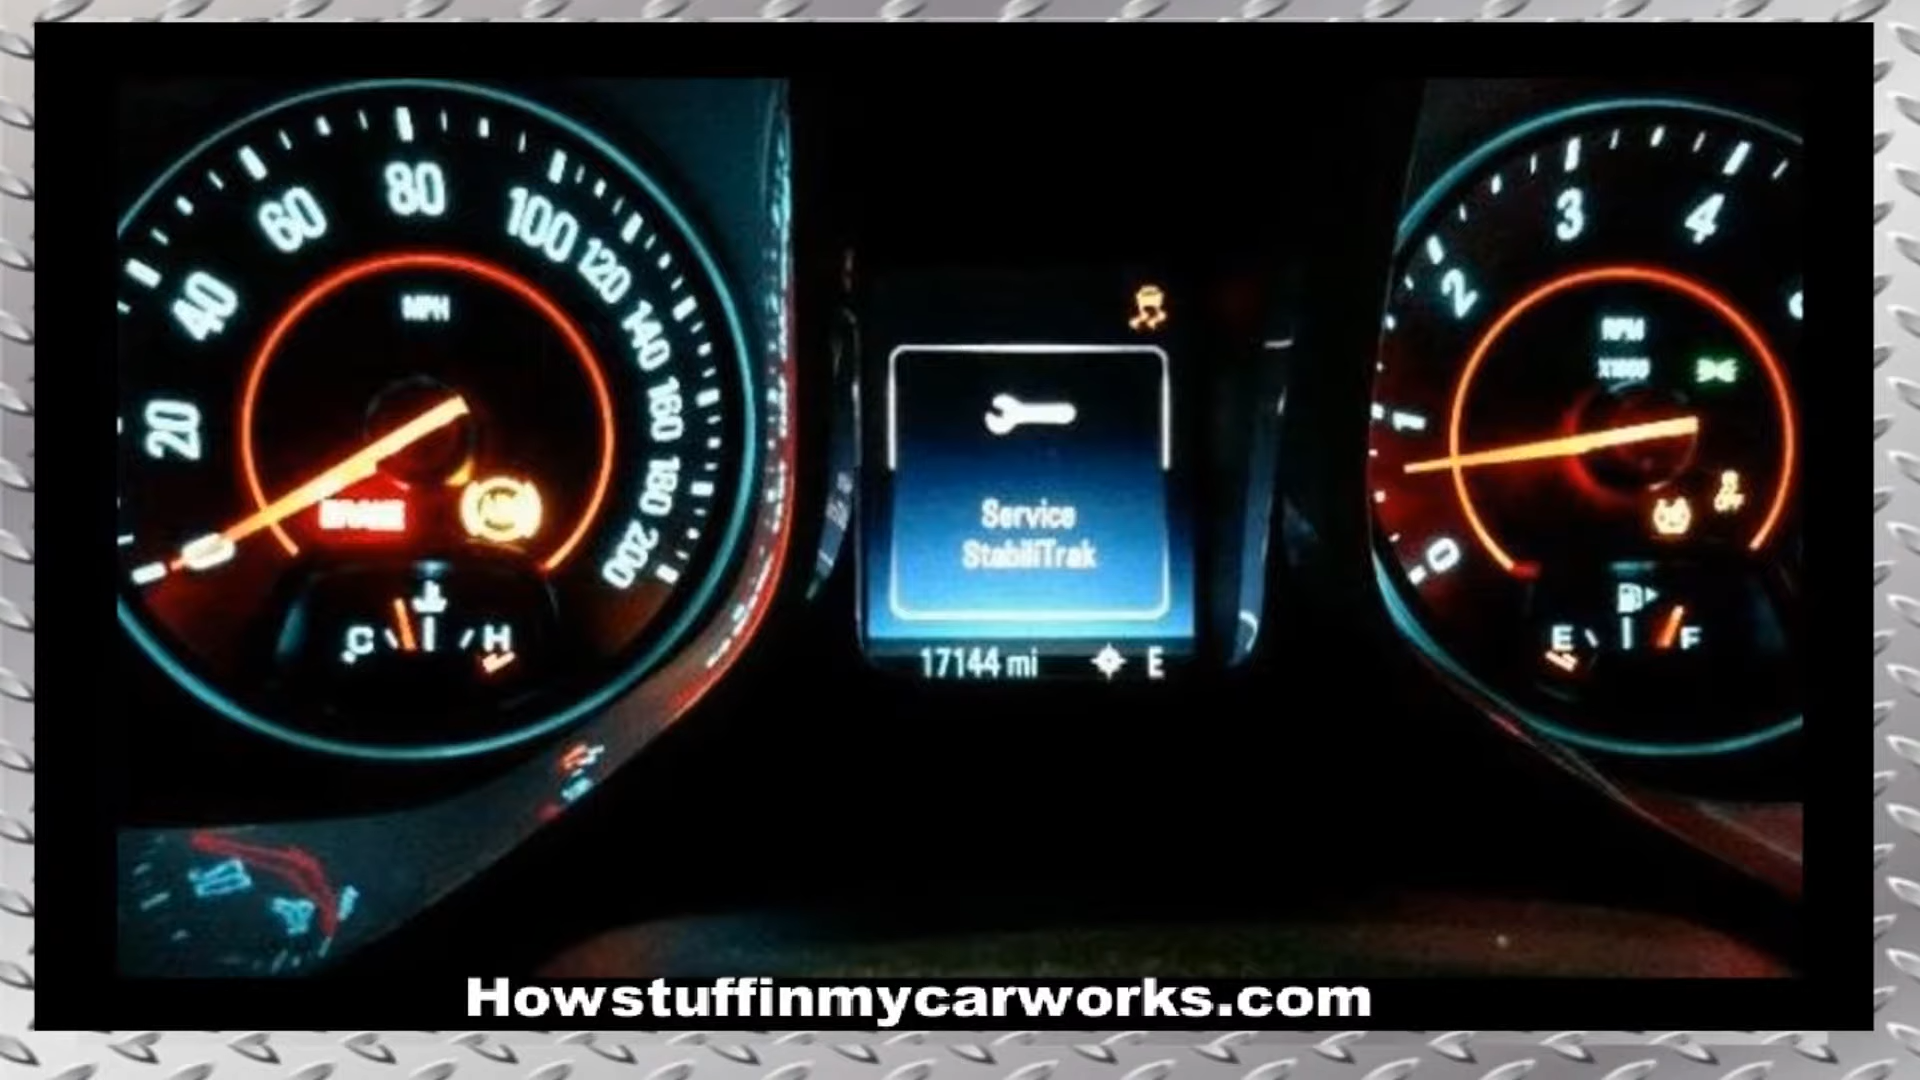 20
40
60
80
100
120
140
160
180
200
MPH
BRAKE
C
H
Service
StabiliTrak
17144 mi
E
0
1
2
3
4
RPM
X1000
E
F
Howstuffinmycarworks.com